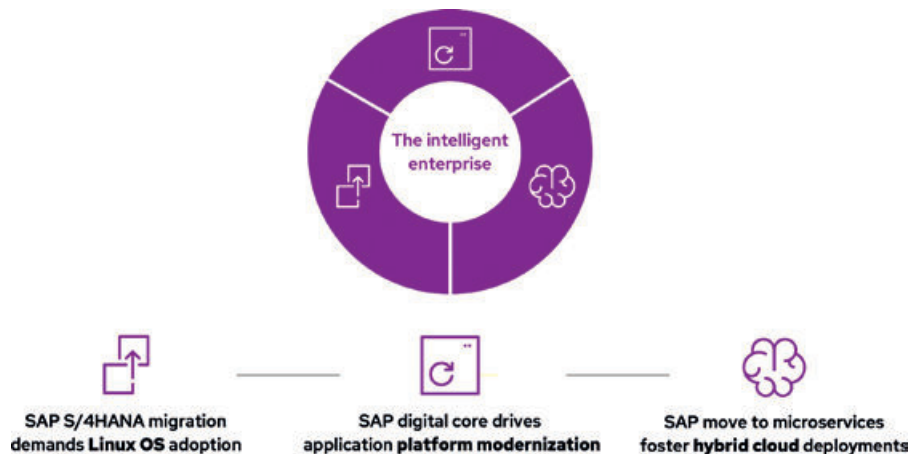 The intelligent
enterprise
SAP S/4HANA migration
demands Linux OS adoption
SAP digital core drives
application platform modernization
SAP move to microservices
foster hybrid cloud deployments